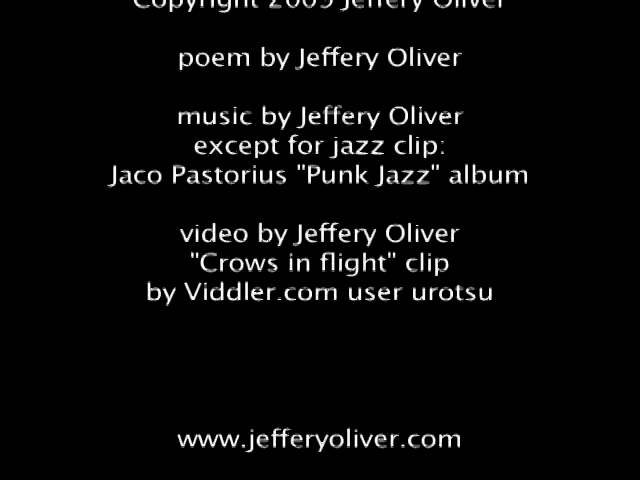 Jeffery Oliver
poem by Jeffery Oliver
music by Jeffery Oliver
except for jazz clip:
Jaco Pastorius "Punk Jazz" album
video by Jeffery Oliver
"Crows in flight" clip
by Viddler.com user urotsu
www.jefferyoliver.com